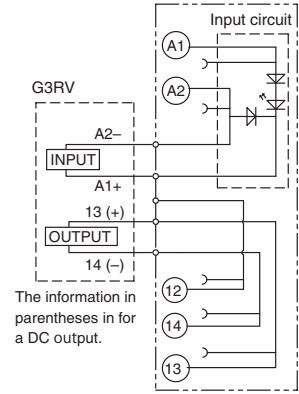 Input circuit
A1
G3RV
A2
A2–
INPUT
A1+
13 (+)
OUTPUT
14 (–)
12
14
13
The information in
parentheses in for
a DC output.